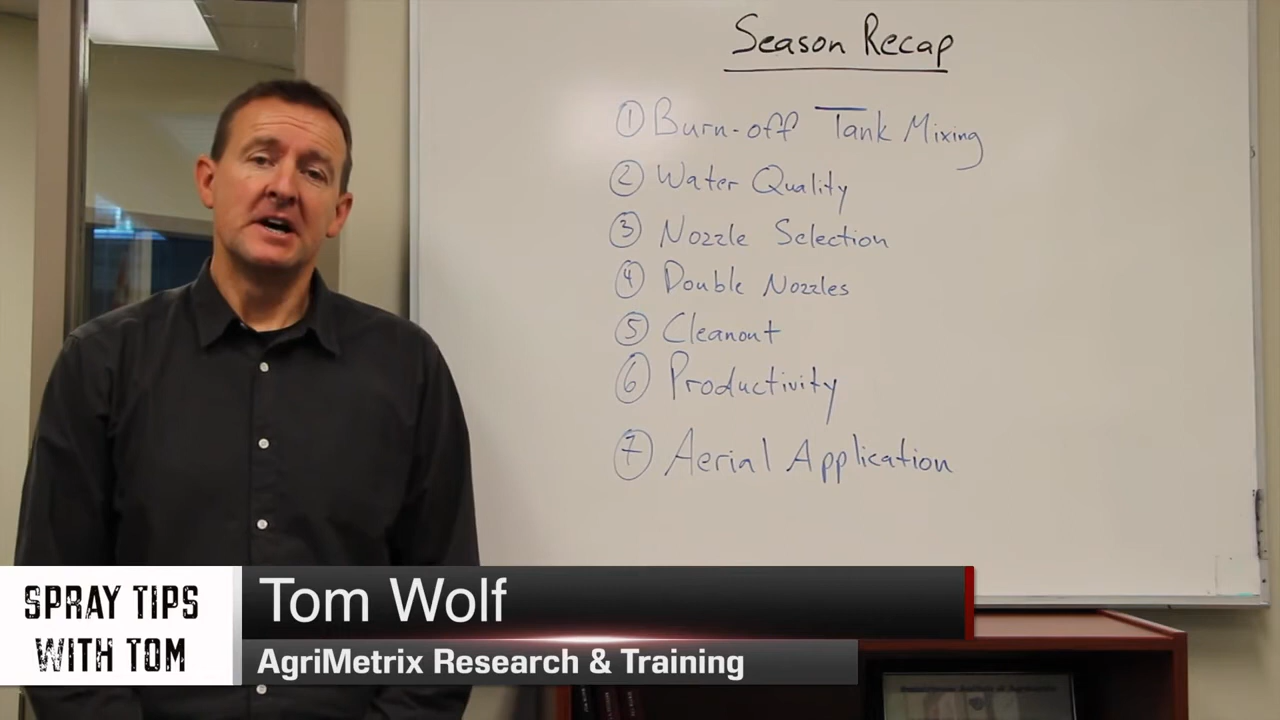 Season Recap
① Burn-off Tank Mixing
② Water Quality
③ Nozzle Selection
④ Double Nozzles
⑤ Cleanout
⑥ Productivity
⑦ Aerial Application
SPRAY TIPS
WITH TOM
Tom Wolf
AgriMetrix Research & Training